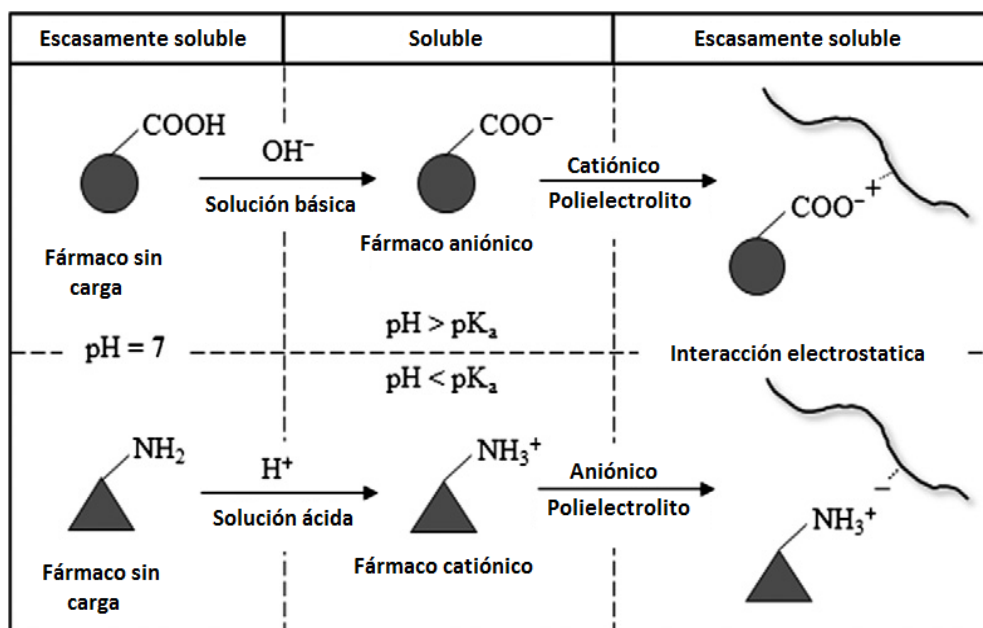 Escasamente soluble
Soluble
Escasamente soluble
COOH
OH⁻
Solución básica
COO⁻
Catiónico
Polielectrolito
COO⁻⁺
Fármaco sin
carga
Fármaco aniónico
pH = 7
pH > pKₐ
pH < pKₐ
Interacción electrostatica
NH₂
H⁺
Solución ácida
NH₃⁺
Aniónico
Polielectrolito
−
NH₃⁺
Fármaco sin
carga
Fármaco catiónico